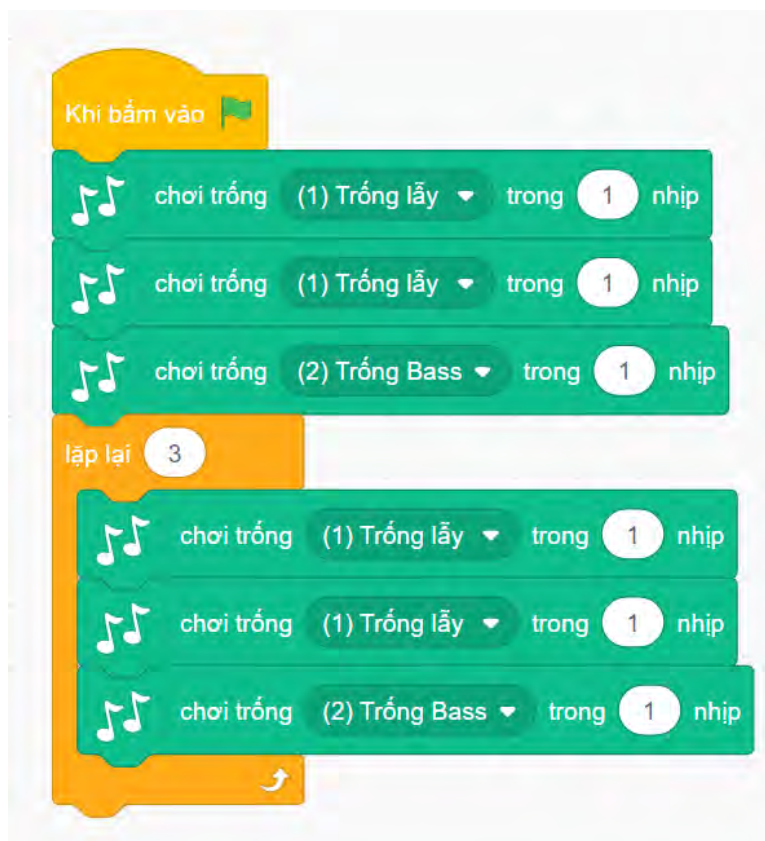 Khi bấm vào
chơi trống (1) Trống lẫy trong 1 nhịp
chơi trống (1) Trống lẫy trong 1 nhịp
chơi trống (2) Trống Bass trong 1 nhịp
lặp lại 3
chơi trống (1) Trống lẫy trong 1 nhịp
chơi trống (1) Trống lẫy trong 1 nhịp
chơi trống (2) Trống Bass trong 1 nhịp